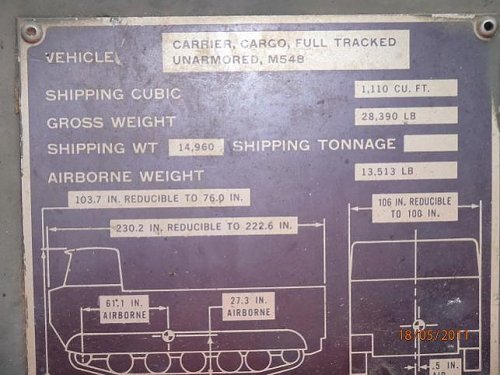 VEHICLE
CARRIER, CARGO, FULL TRACKED
UNARMORED, M548
SHIPPING CUBIC 1,110 CU. FT.
GROSS WEIGHT 28,390 LB
SHIPPING WT 14,960 SHIPPING TONNAGE
AIRBORNE WEIGHT 13,513 LB
103.7 IN. REDUCIBLE TO 76.0 IN.
230.2 IN. REDUCIBLE TO 222.6 IN.
106 IN. REDUCIBLE
TO 100 IN.
61.1 IN.
AIRBORNE
27.3 IN.
AIRBORNE
18/05/2011
.5 IN.